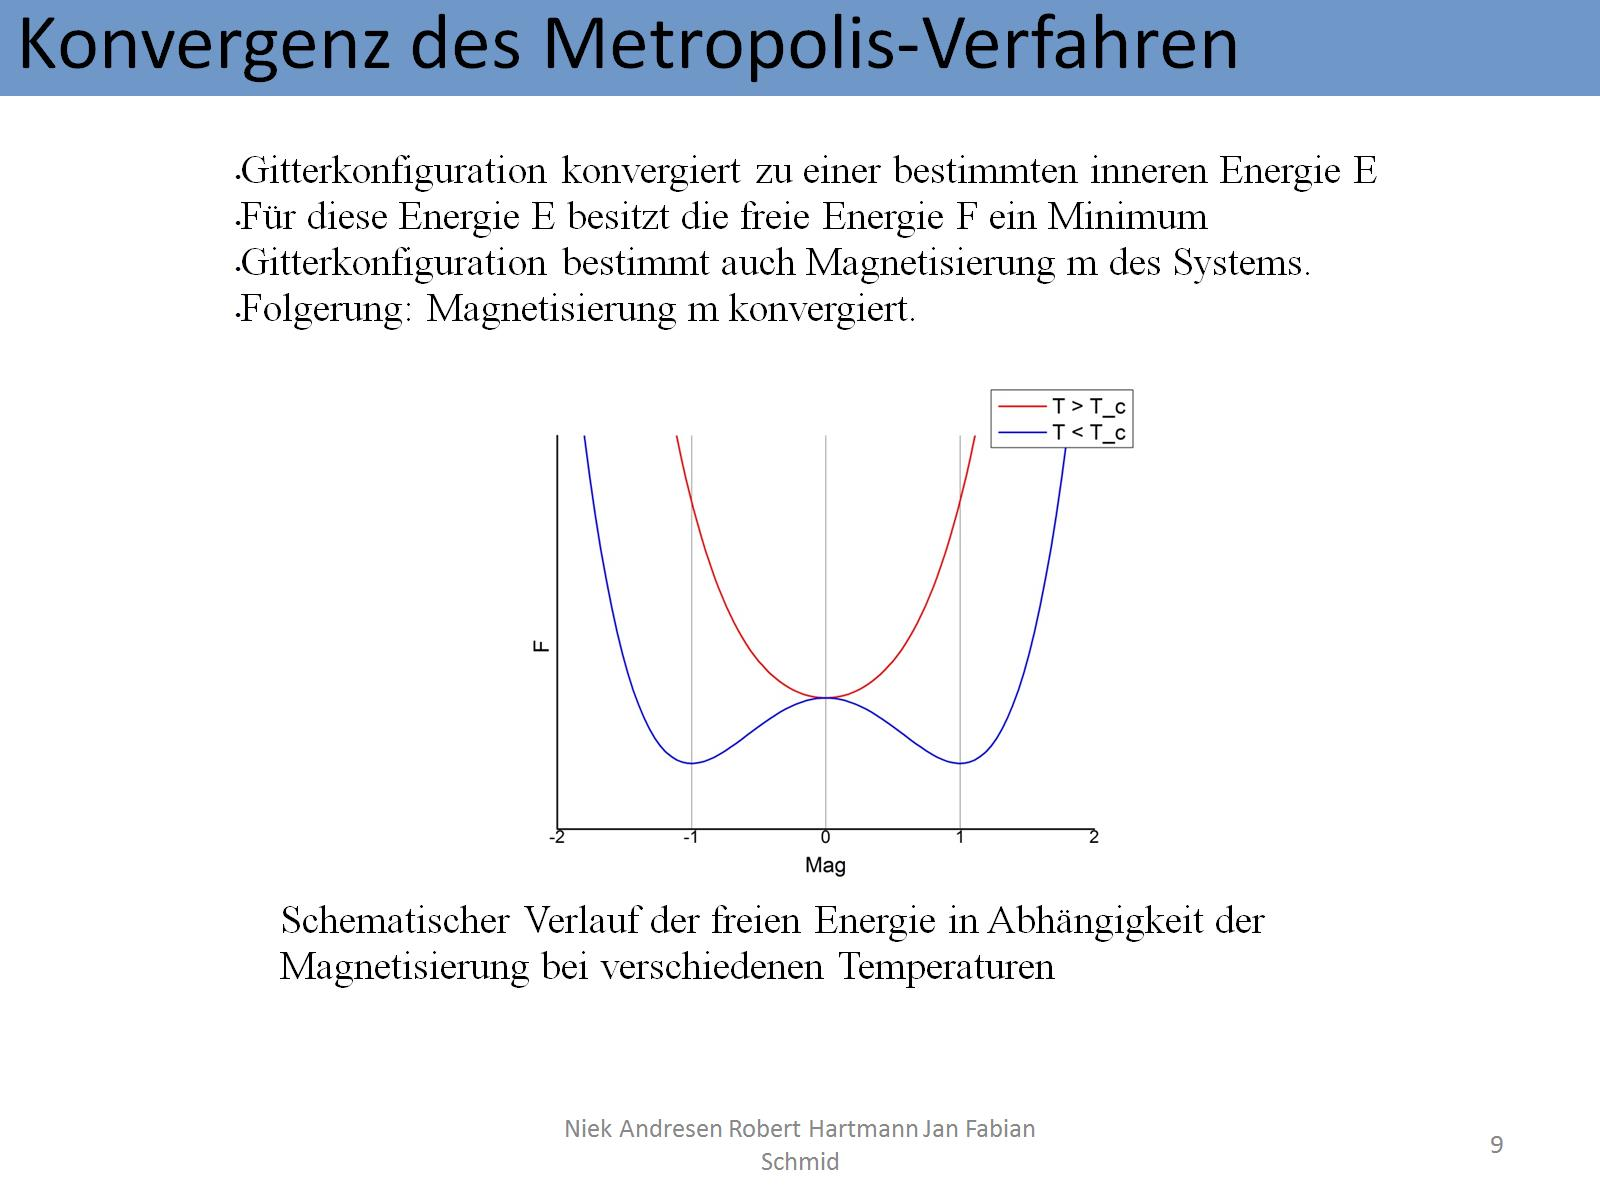 Konvergenz des Metropolis-Verfahren
·Gitterkonfiguration konvergiert zu einer bestimmten inneren Energie E
·Für diese Energie E besitzt die freie Energie F ein Minimum
·Gitterkonfiguration bestimmt auch Magnetisierung m des Systems.
·Folgerung: Magnetisierung m konvergiert.
T > T_c
T < T_c
F
-2 -1 0 1 2
Mag
Schematischer Verlauf der freien Energie in Abhängigkeit der
Magnetisierung bei verschiedenen Temperaturen
Niek Andresen Robert Hartmann Jan Fabian
Schmid
9